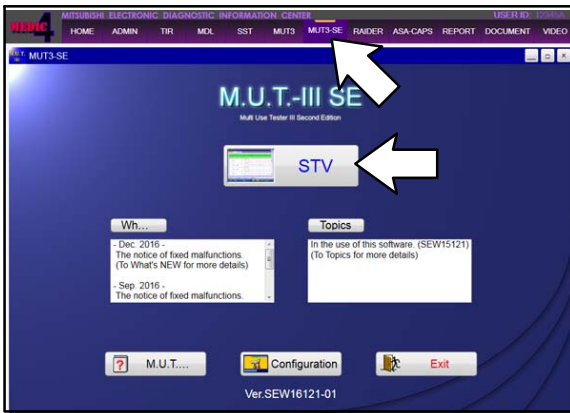 MEDIC 4
MITSUBISHI ELECTRONIC DIAGNOSTIC INFORMATION CENTER
USER ID:
HOME ADMIN TIR MDL SST MUT3 MUT3-SE RAIDER ASA-CAPS REPORT DOCUMENT VIDEO
M.U.T. MUT3-SE
M.U.T.-III SE
Multi Use Tester III Second Edition
STV
Wh...
- Dec. 2016 -
The notice of fixed malfunctions.
(To What's NEW for more details)
- Sep. 2016 -
The notice of fixed malfunctions.
Topics
In the use of this software. (SEW15121)
(To Topics for more details)
? M.U.T....
Configuration
Exit
Ver.SEW16121-01